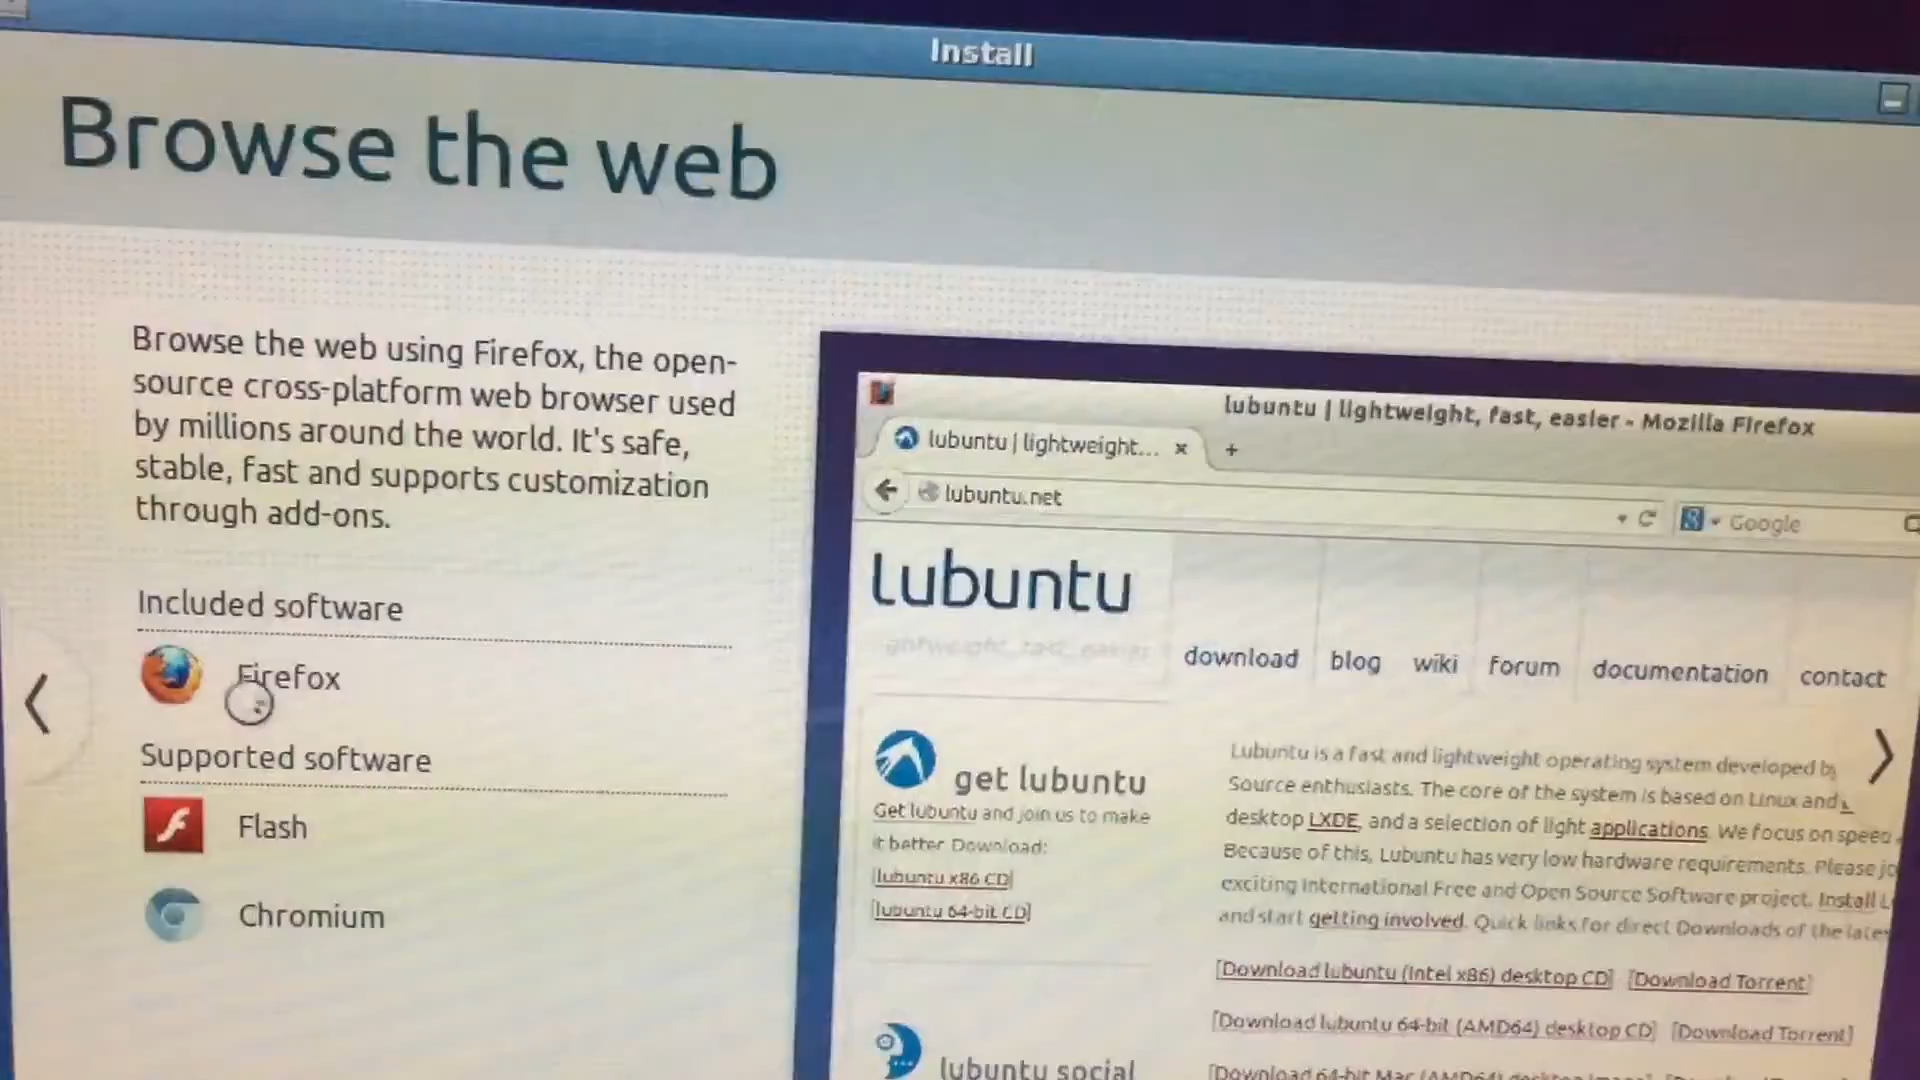 Install
Browse the web
Browse the web using Firefox, the open-
source cross-platform web browser used
by millions around the world. It's safe,
stable, fast and supports customization
through add-ons.
Included software
Firefox
Supported software
Flash
Chromium
lubuntu | lightweight, fast, easier - Mozilla Firefox
lubuntu | lightweight...
lubuntu.net
Google
lubuntu
download blog wiki forum documentation contact
get lubuntu
Get lubuntu and join us to make
it better. Download:
[lubuntu x86 CD]
[lubuntu 64-bit CD]
lubuntu social
Lubuntu is a fast and lightweight operating system developed by
Source enthusiasts. The core of the system is based on Linux and
desktop LXDE, and a selection of light applications. We focus on speed
Because of this, Lubuntu has very low hardware requirements. Please
exciting International Free and Open Source Software project. Install
and start getting involved. Quick links for direct Downloads of the
[Download lubuntu (Intel x86) desktop CD] [Download Torrent]
[Download lubuntu 64-bit (AMD64) desktop CD] [Download Torrent]
[Download 64-bit Mac (AMD64) desktop